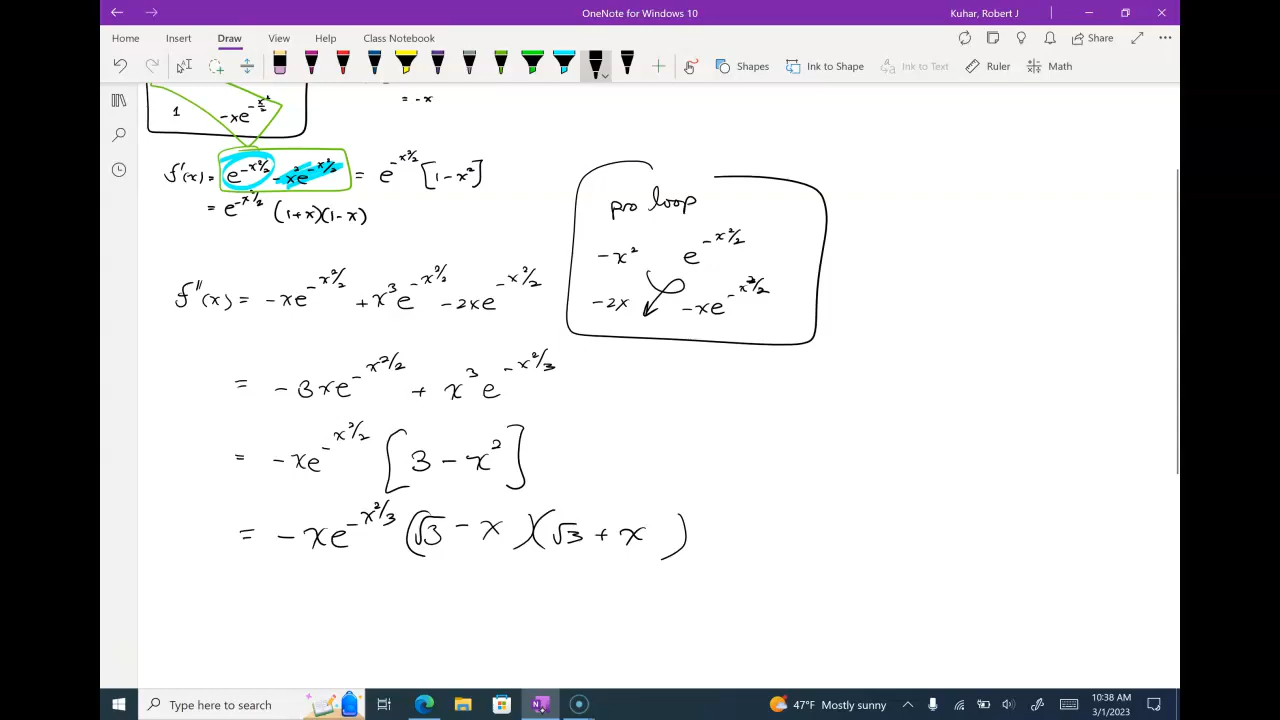 OneNote for Windows 10
Kuhar, Robert J
Home Insert Draw View Help Class Notebook
Share
Shapes Ink to Shape Ink to Text Ruler Math
1 -xe^{-x²/2}
= -x
f'(x) = e^{-x²/2} - x²e^{-x²/2} = e^{-x²/2} [1 - x²]
= e^{-x²/2} (1+x)(1-x)
pro loop
-x² e^{-x²/2}
-2x -xe^{-x²/2}
f''(x) = -xe^{-x²/2} + x³e^{-x²/2} - 2xe^{-x²/2}
= -3xe^{-x²/2} + x³e^{-x²/3}
= -xe^{-x²/2} [3 - x²]
= -xe^{-x²/3} (√3 - x)(√3 + x)
Type here to search
47°F Mostly sunny
10:38 AM
3/1/2023